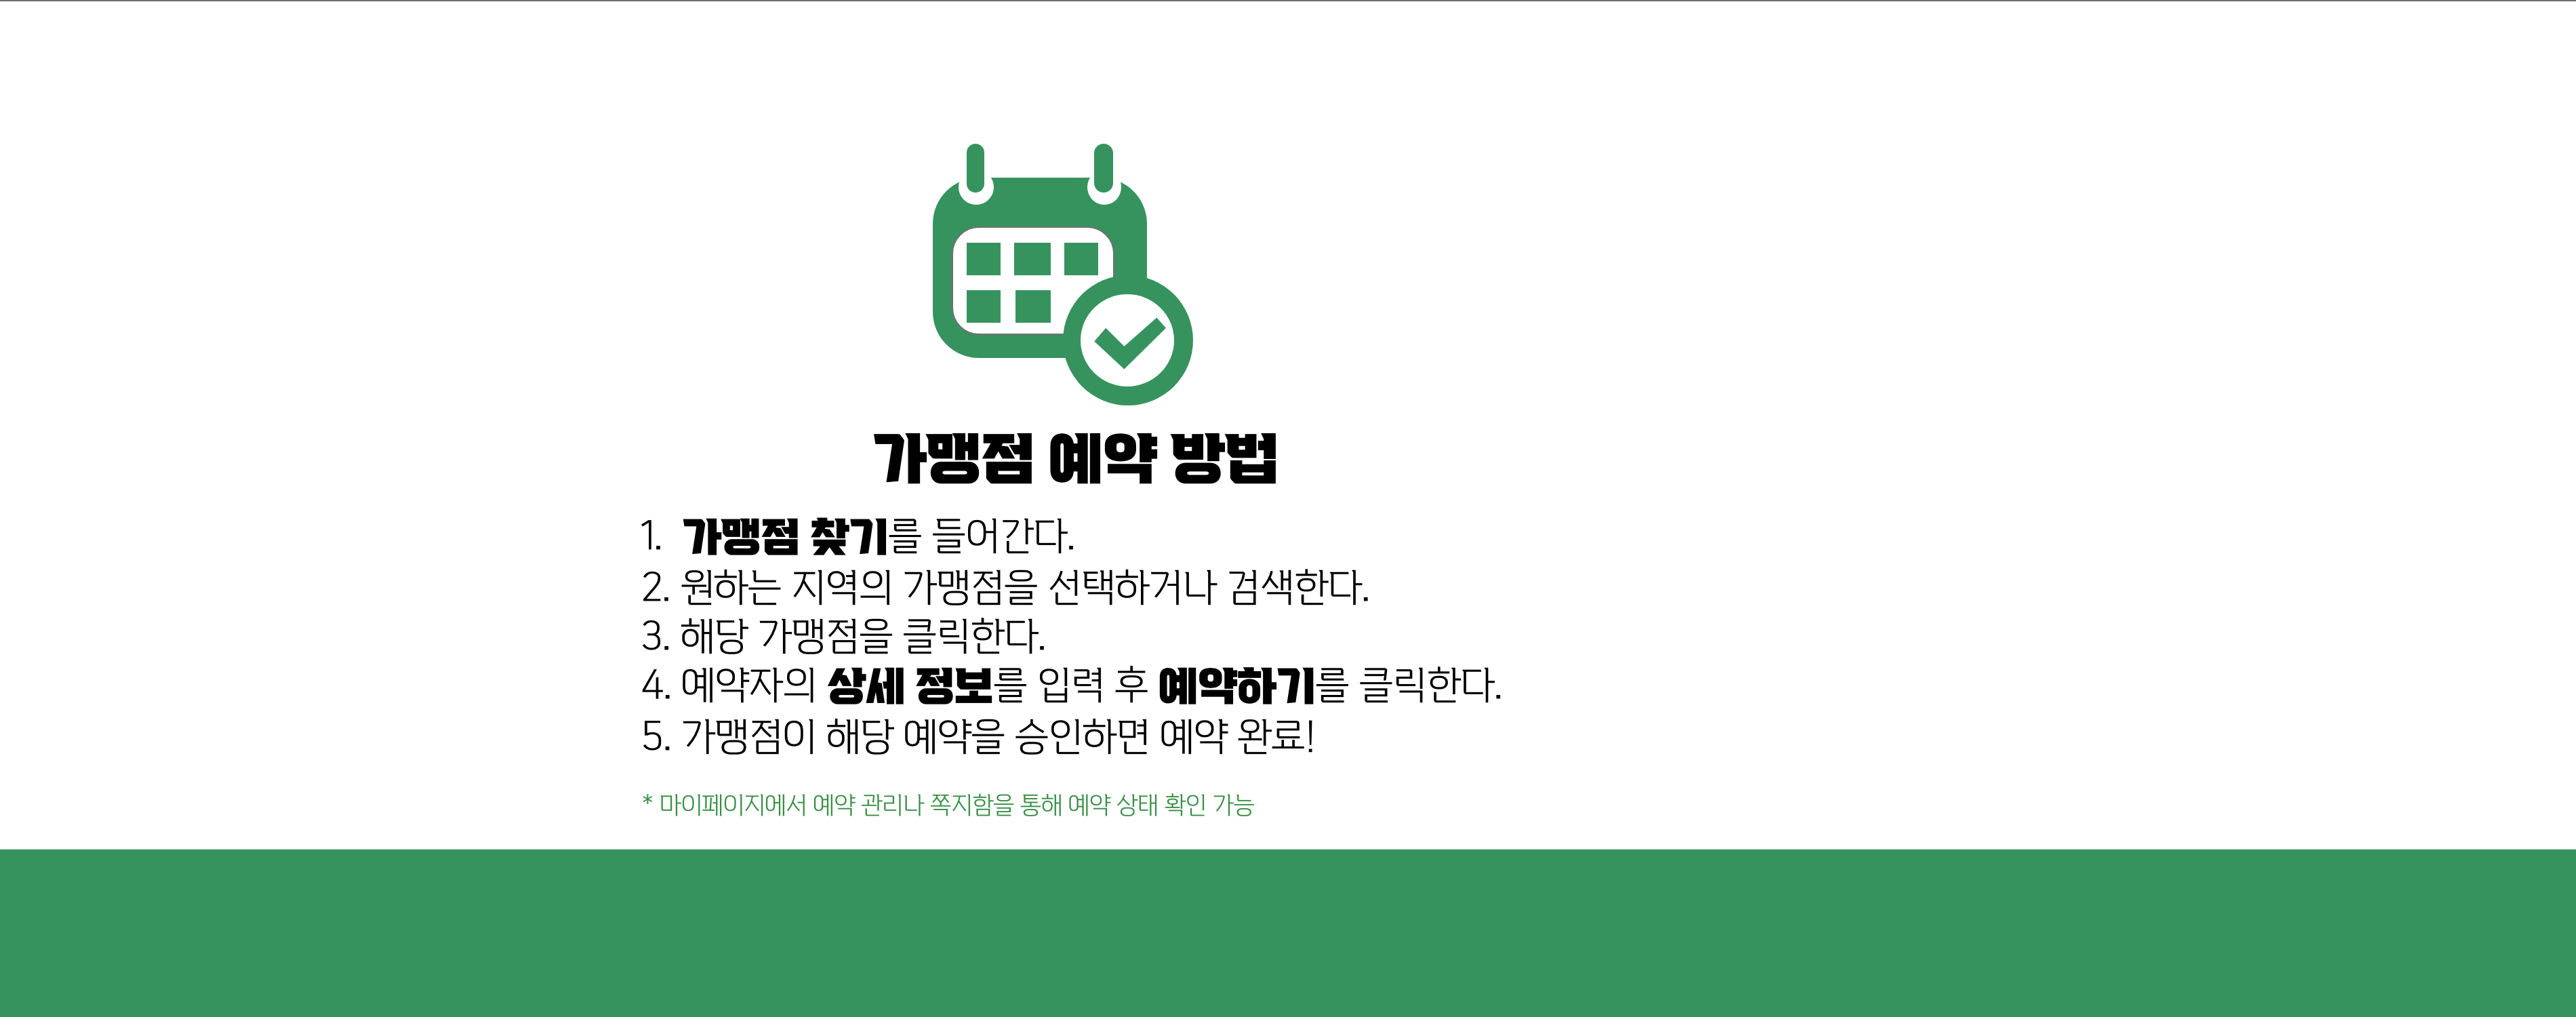 가맹점 예약 방법
1. 가맹점 찾기를 들어간다.
2. 원하는 지역의 가맹점을 선택하거나 검색한다.
3. 해당 가맹점을 클릭한다.
4. 예약자의 상세 정보를 입력 후 예약하기를 클릭한다.
5. 가맹점이 해당 예약을 승인하면 예약 완료!
* 마이페이지에서 예약 관리나 쪽지함을 통해 예약 상태 확인 가능